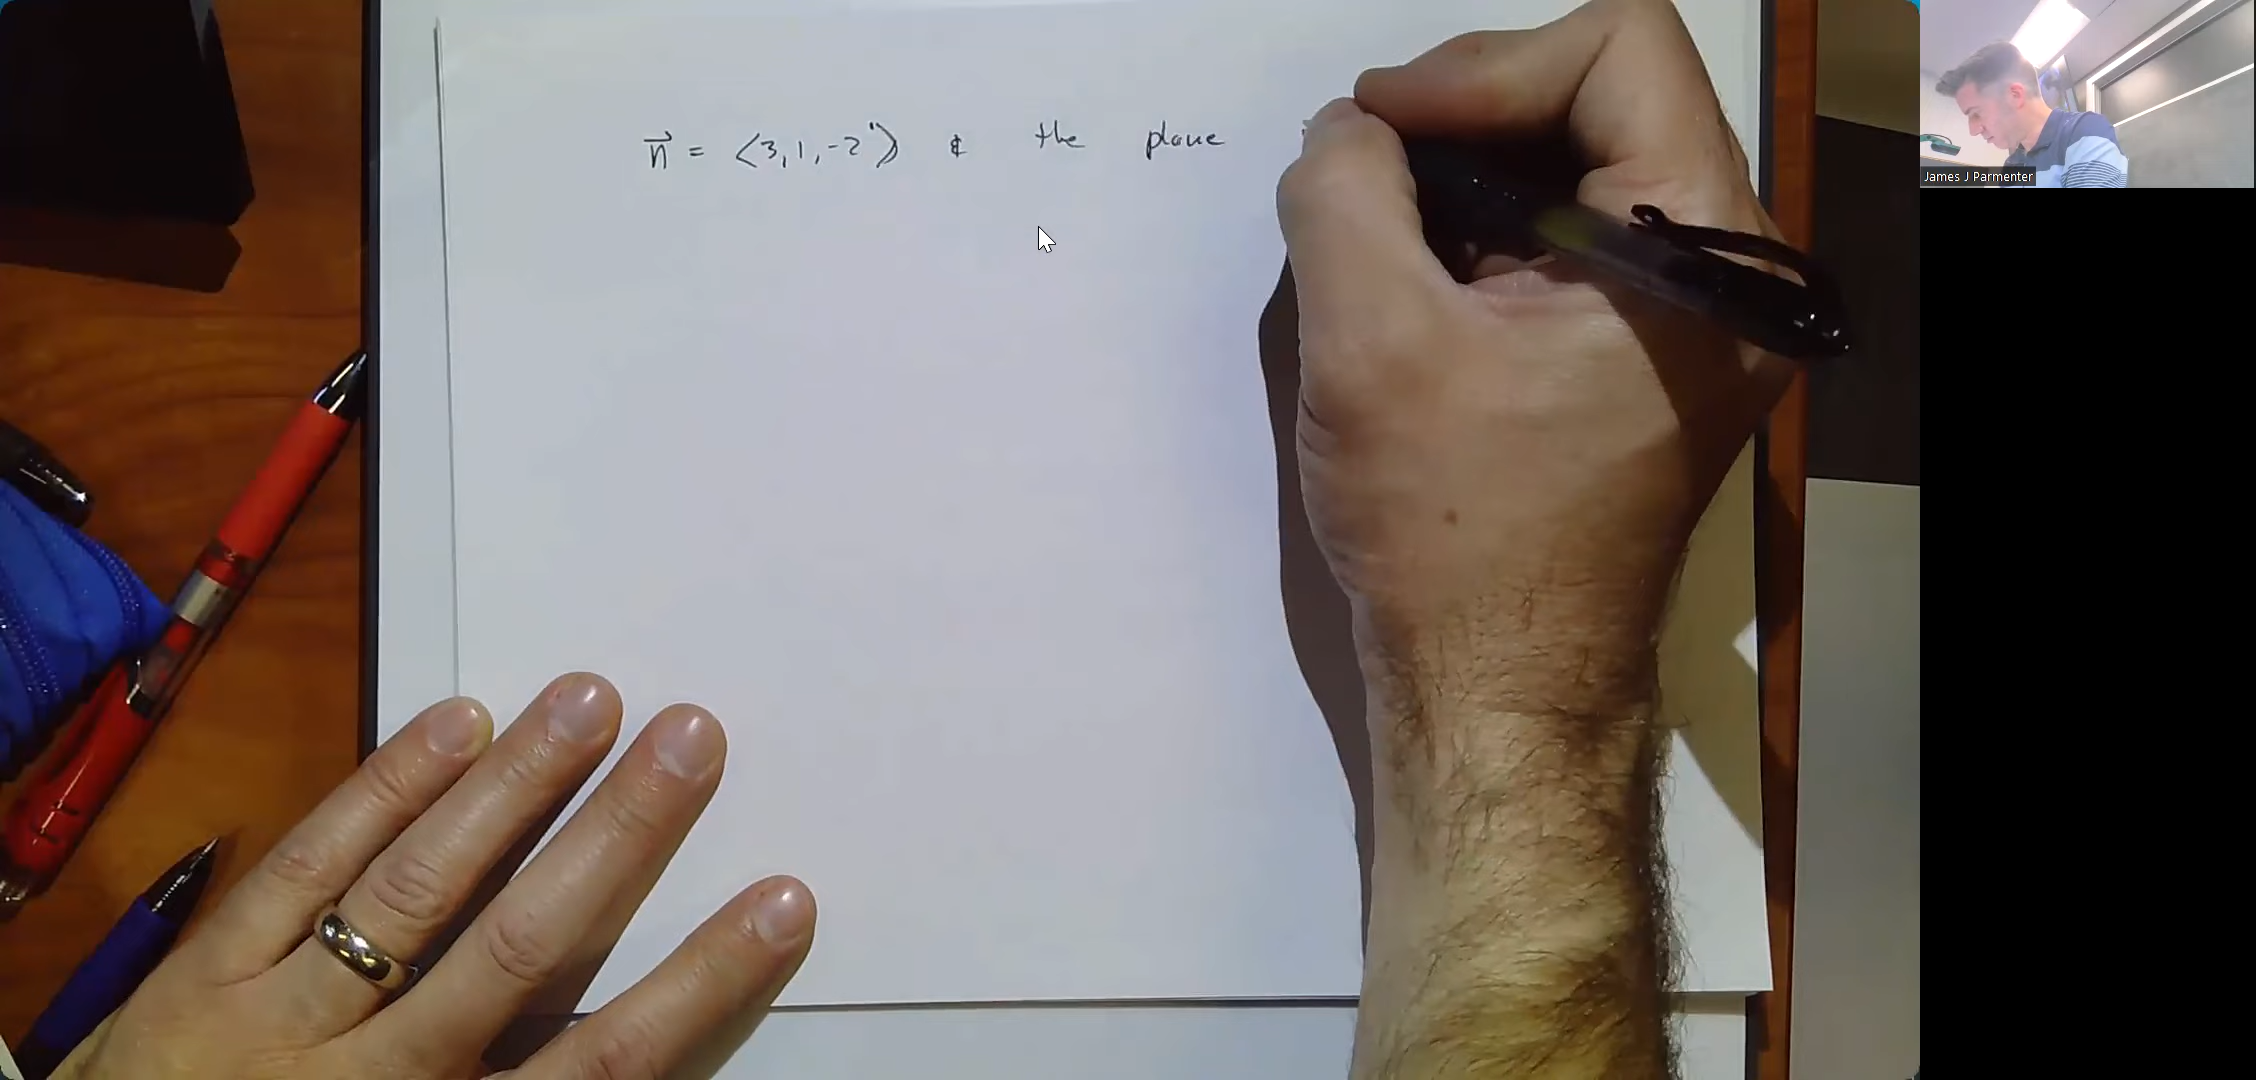 n⃗ = ⟨3, 1, -2⟩ & the plane
James J Parmenter